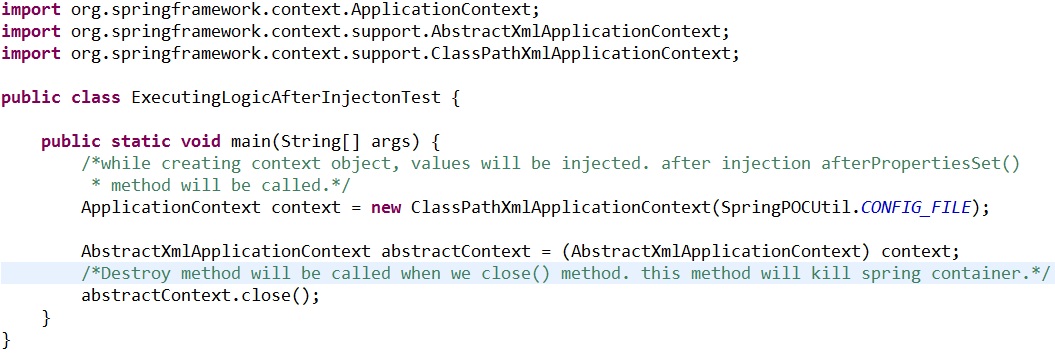 import org.springframework.context.ApplicationContext;
import org.springframework.context.support.AbstractXmlApplicationContext;
import org.springframework.context.support.ClassPathXmlApplicationContext;
public class ExecutingLogicAfterInjectonTest {
public static void main(String[] args) {
/*while creating context object, values will be injected. after injection afterPropertiesSet()
* method will be called.*/
ApplicationContext context = new ClassPathXmlApplicationContext(SpringPOCUtil.CONFIG_FILE);
AbstractXmlApplicationContext abstractContext = (AbstractXmlApplicationContext) context;
/*Destroy method will be called when we close() method. this method will kill spring container.*/
abstractContext.close();
}
}